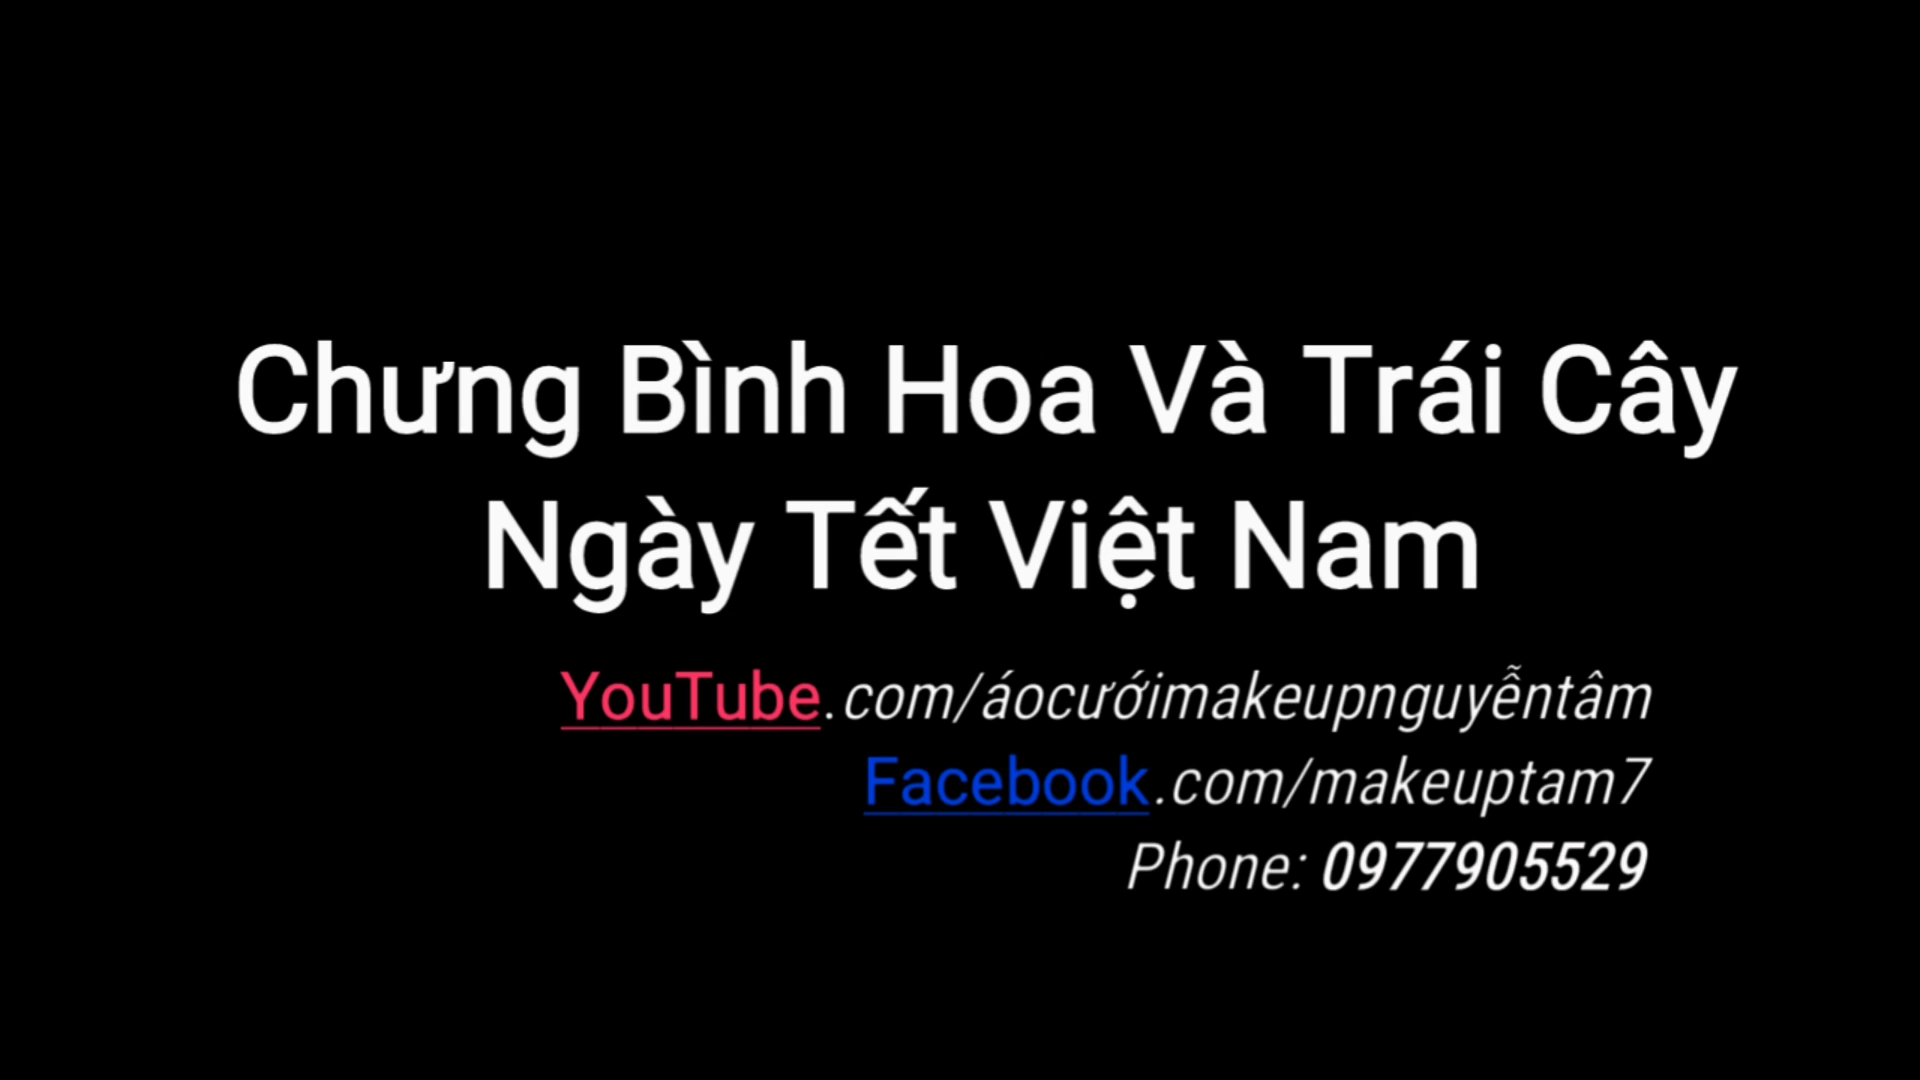 Chưng Bình Hoa Và Trái Cây
Ngày Tết Việt Nam
YouTube.com/áocướimakeupnguyễntâm
Facebook.com/makeuptam7
Phone: 0977905529